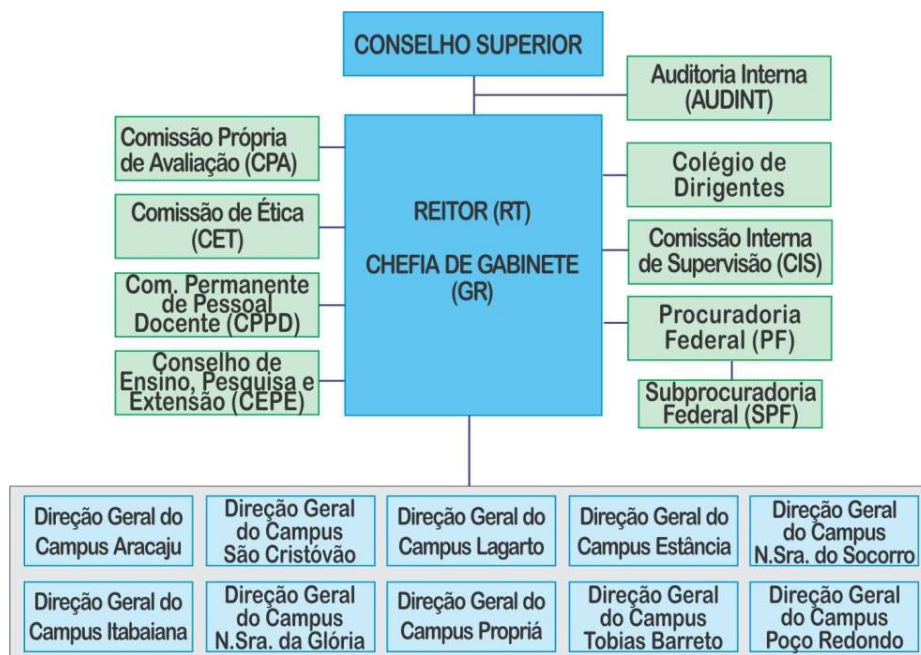 CONSELHO SUPERIOR
Auditoria Interna
(AUDINT)
Comissão Própria
de Avaliação (CPA)
Comissão de Ética
(CET)
Com. Permanente
de Pessoal
Docente (CPPD)
Conselho de
Ensino, Pesquisa e
Extensão (CEPE)
REITOR (RT)
CHEFIA DE GABINETE
(GR)
Colégio de
Dirigentes
Comissão Interna
de Supervisão (CIS)
Procuradoria
Federal (PF)
Subprocuradoria
Federal (SPF)
Direção Geral do
Campus Aracaju
Direção Geral
do Campus
São Cristóvão
Direção Geral do
Campus Lagarto
Direção Geral do
Campus Estância
Direção Geral
do Campus
N.Sra. do Socorro
Direção Geral do
Campus Itabaiana
Direção Geral
do Campus
N.Sra. da Glória
Direção Geral do
Campus Propriá
Direção Geral
do Campus
Tobias Barreto
Direção Geral
do Campus
Poço Redondo